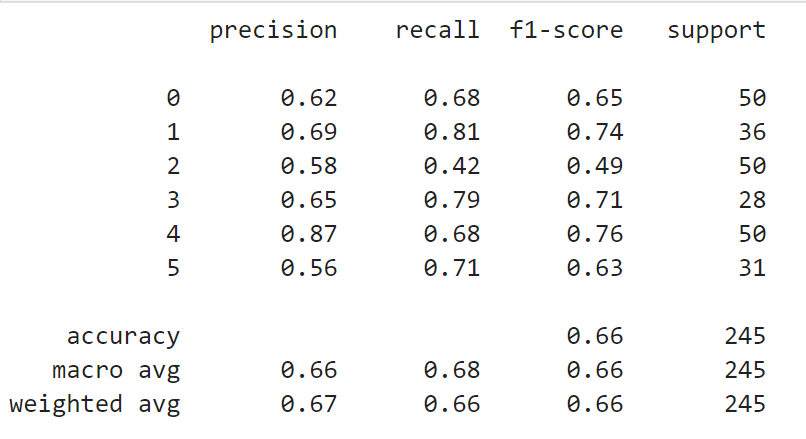 precision recall f1-score support
0 0.62 0.68 0.65 50
1 0.69 0.81 0.74 36
2 0.58 0.42 0.49 50
3 0.65 0.79 0.71 28
4 0.87 0.68 0.76 50
5 0.56 0.71 0.63 31
accuracy 0.66 245
macro avg 0.66 0.68 0.66 245
weighted avg 0.67 0.66 0.66 245